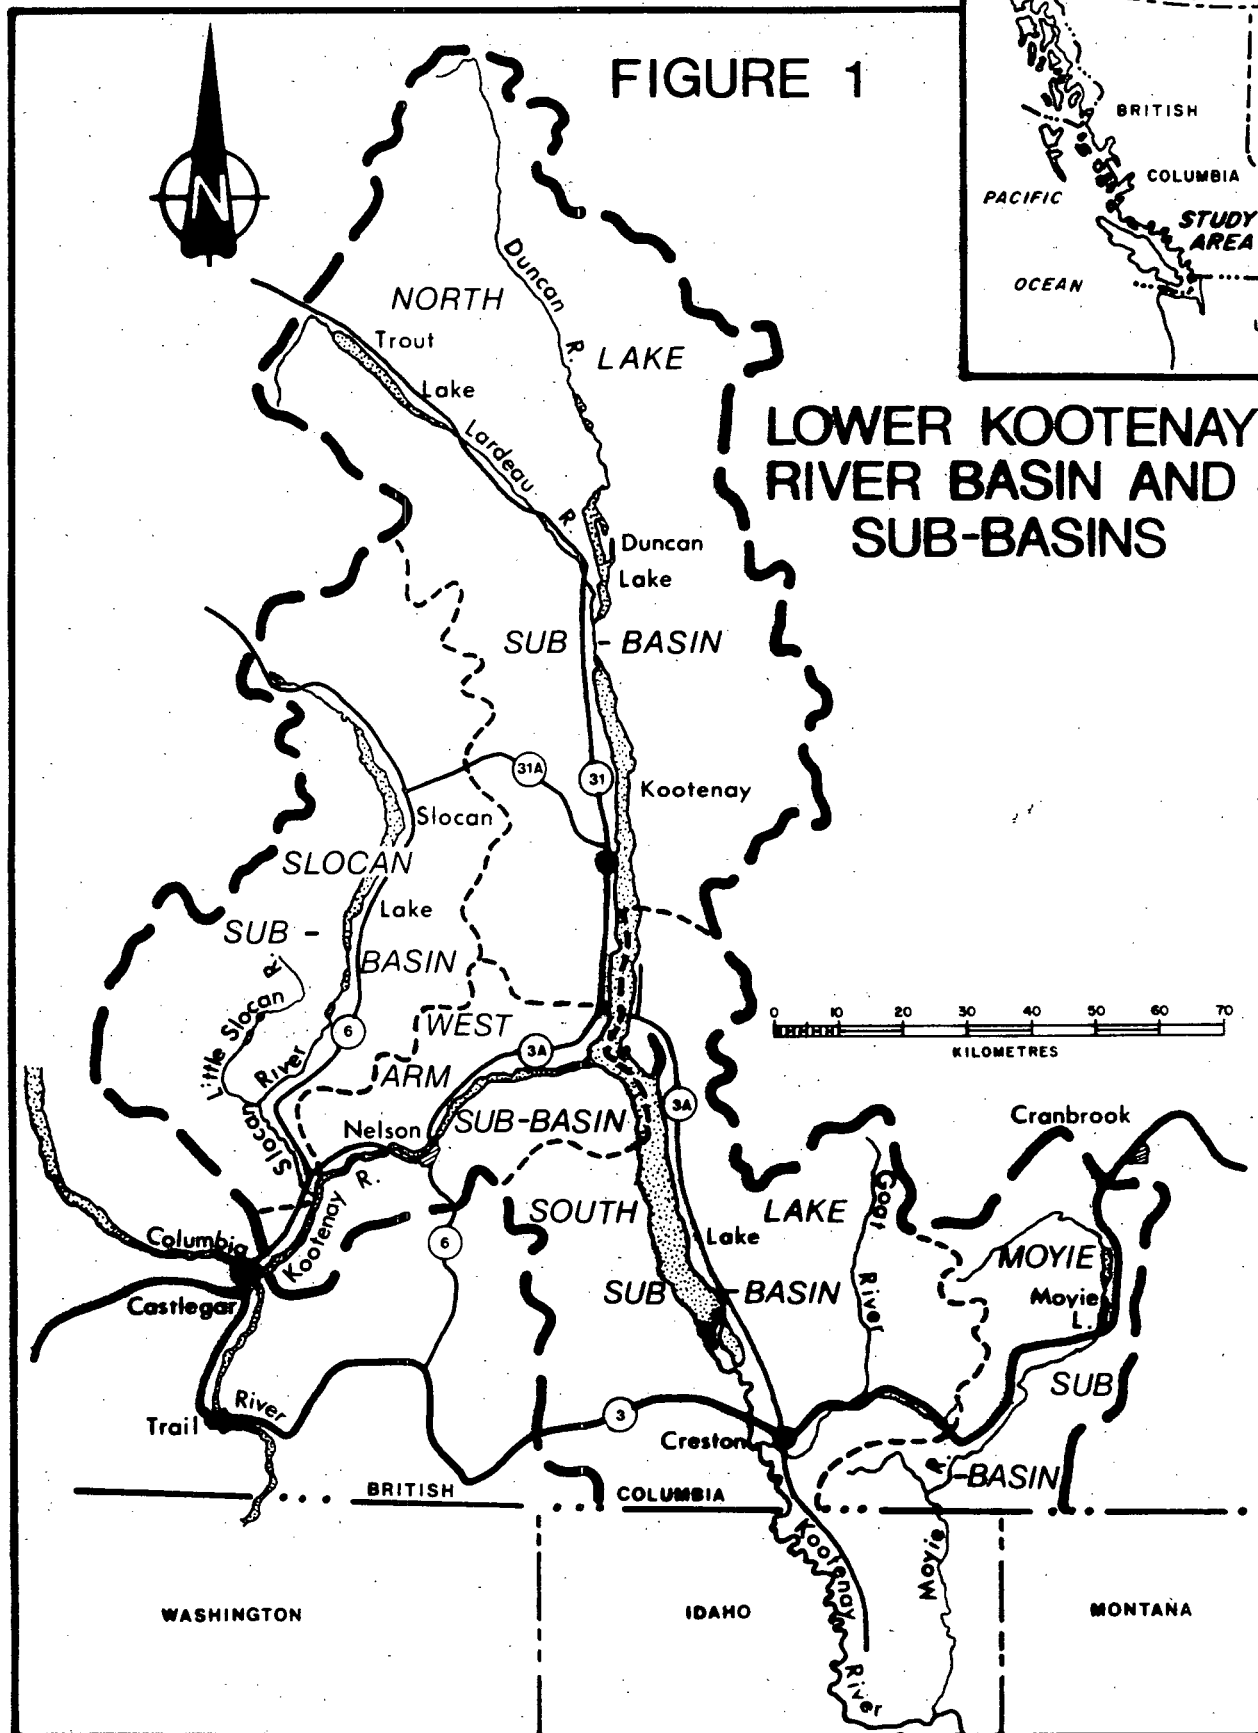 FIGURE 1
BRITISH
COLUMBIA
PACIFIC
STUDY
AREA
OCEAN
N
LOWER KOOTENAY
RIVER BASIN AND
SUB-BASINS
NORTH
LAKE
SUB - BASIN
Duncan
R.
Trout
Lake
Lardeau
R.
Duncan
Lake
31A
31
Kootenay
Slocan
SLOCAN
Lake
SUB -
BASIN
Little Slocan
R.
6
WEST
ARM
SUB-BASIN
3A
3A
River
Slocan
Nelson
Kootenay R.
0 10 20 30 40 50 60 70
KILOMETRES
Cranbrook
SOUTH
LAKE
SUB - BASIN
Lake
Goat
River
MOYIE
Moyie
L.
SUB
-BASIN
Columbia
Castlegar
6
River
Trail
3
Creston
R.
BRITISH
COLUMBIA
Kootenay
River
Moyie
WASHINGTON
IDAHO
MONTANA